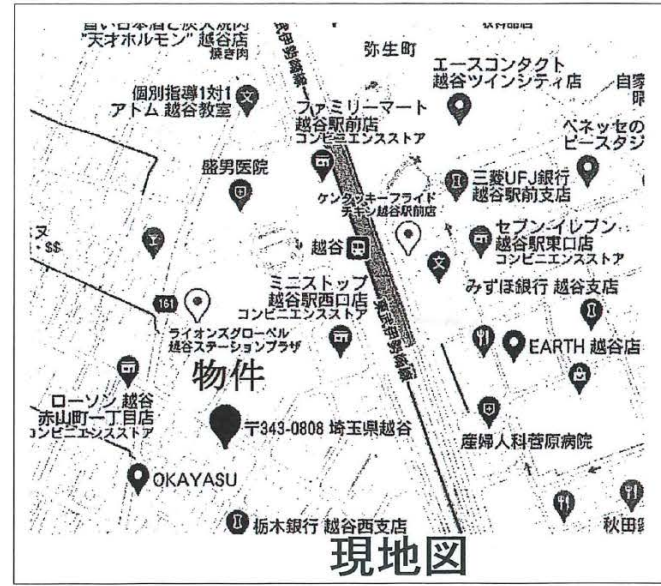 "天才ホルモン" 越谷店
焼き肉
弥生町
エースコンタクト
越谷ツインシティ店
個別指導1対1
アトム 越谷教室
ファミリーマート
越谷駅前店
コンビニエンスストア
自家
ベネッセの
ピースタジ
盛男医院
三菱UFJ銀行
越谷駅前支店
ケンタッキーフライド
チキン越谷駅前店
セブン-イレブン
越谷駅東口店
コンビニエンスストア
ヌ
・$$
越谷
ミニストップ
越谷駅西口店
コンビニエンスストア
みずほ銀行 越谷支店
161
ライオンズグローベル
越谷ステーションプラザ
EARTH 越谷店
物件
ローソン 越谷
赤山町一丁目店
コンビニエンスストア
〒343-0808 埼玉県越谷
産婦人科菅原病院
OKAYASU
栃木銀行 越谷西支店
現地図